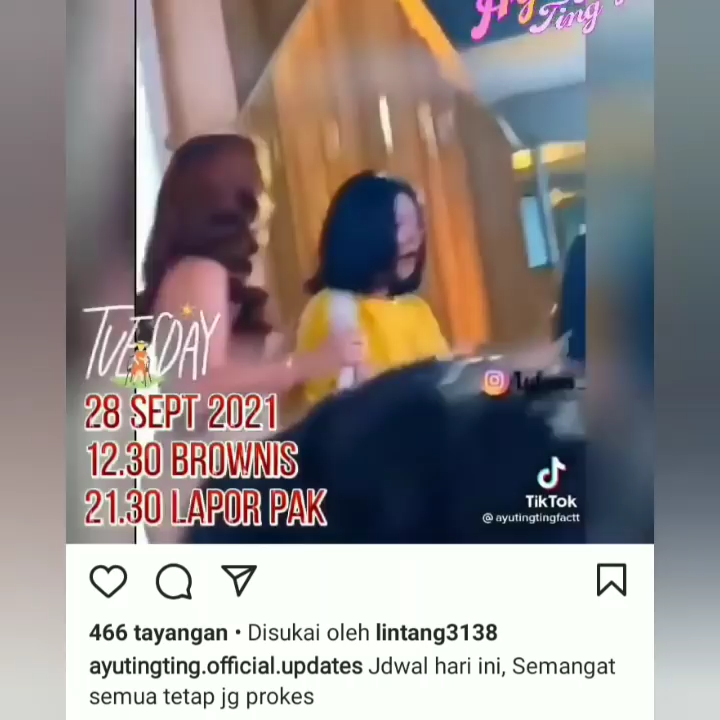 Ting
TUESDAY
28 SEPT 2021
12.30 BROWNIS
21.30 LAPOR PAK
TikTok
@ayutingtingfactt
466 tayangan • Disukai oleh lintang3138
ayutingting.official.updates Jdwal hari ini, Semangat
semua tetap jg prokes